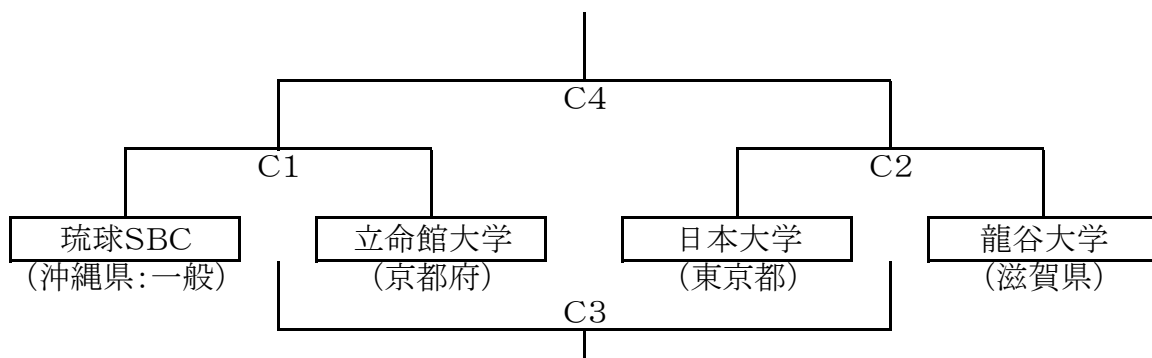 C4
C1
C2
琉球SBC
立命館大学
日本大学
龍谷大学
(沖縄県:一般)
(京都府)
(東京都)
(滋賀県)
C3